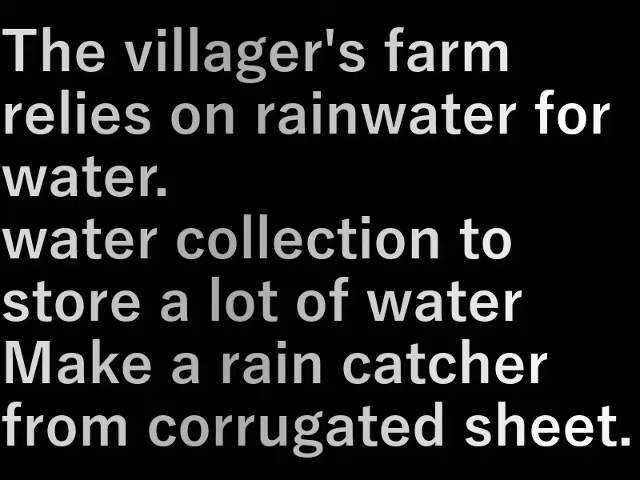 The villager's farm
relies on rainwater for
water.
water collection to
store a lot of water
Make a rain catcher
from corrugated sheet.